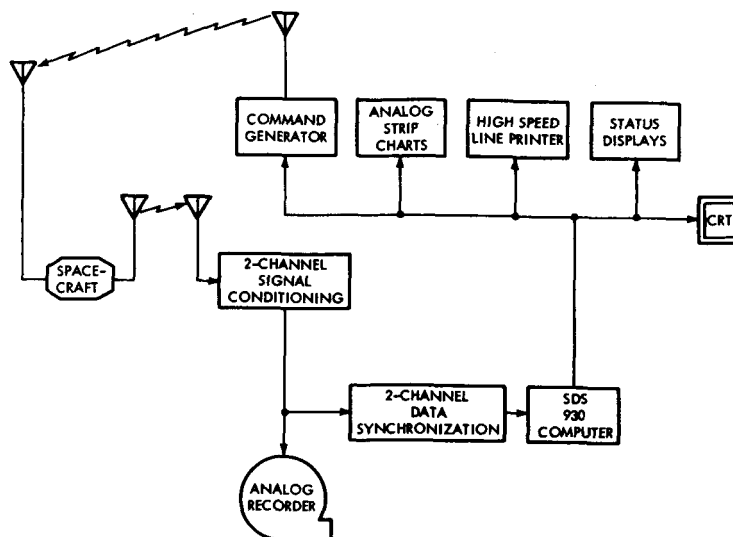 COMMAND
GENERATOR
ANALOG
STRIP
CHARTS
HIGH SPEED
LINE PRINTER
STATUS
DISPLAYS
CRT
SPACE-
CRAFT
2-CHANNEL
SIGNAL
CONDITIONING
2-CHANNEL
DATA
SYNCHRONIZATION
SDS
930
COMPUTER
ANALOG
RECORDER